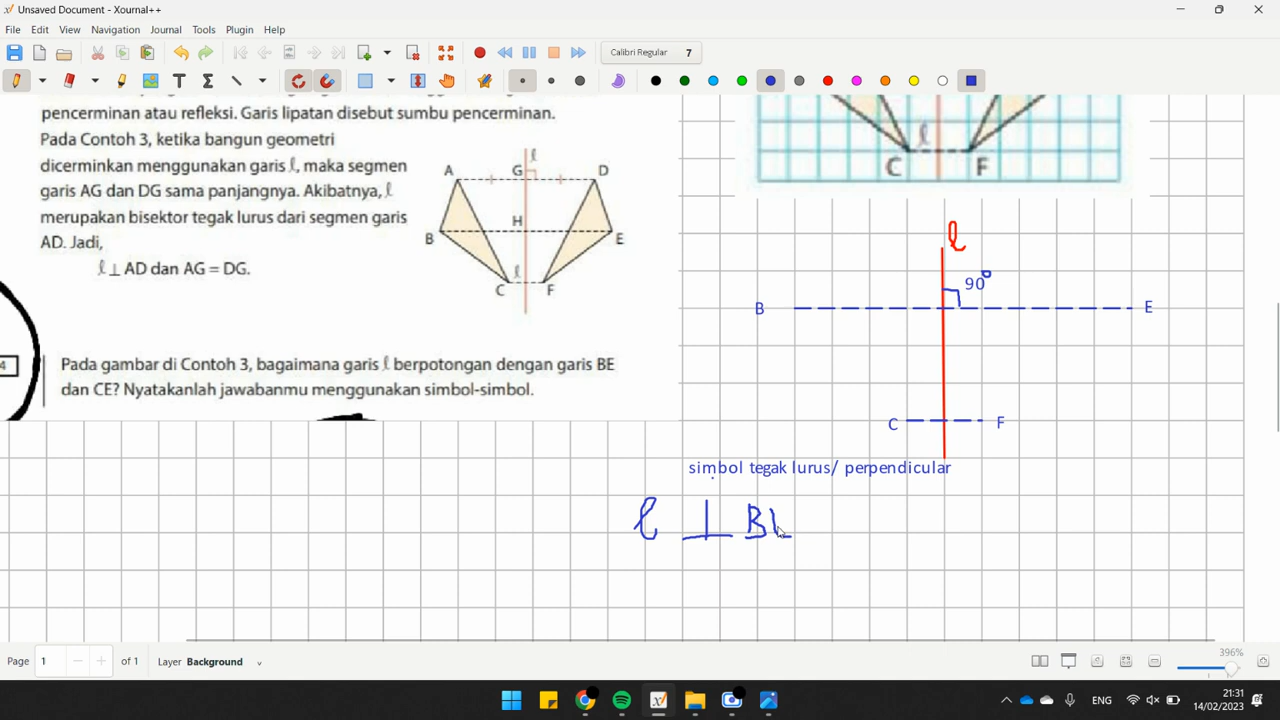 Unsaved Document - Xournal++
File Edit View Navigation Journal Tools Plugin Help
Calibri Regular 7
pencerminan atau refleksi. Garis lipatan disebut sumbu pencerminan.
Pada Contoh 3, ketika bangun geometri
dicerminkan menggunakan garis ℓ, maka segmen
garis AG dan DG sama panjangnya. Akibatnya, ℓ
merupakan bisektor tegak lurus dari segmen garis
AD. Jadi,
ℓ ⊥ AD dan AG = DG.
ℓ
A G D
H
B E
ℓ
C F
4
Pada gambar di Contoh 3, bagaimana garis ℓ berpotongan dengan garis BE
dan CE? Nyatakanlah jawabanmu menggunakan simbol-simbol.
ℓ
C F
ℓ
90°
B E
C F
simbol tegak lurus/ perpendicular
ℓ ⊥ B
Page 1 of 1 Layer Background
396%
ENG
21:31
14/02/2023